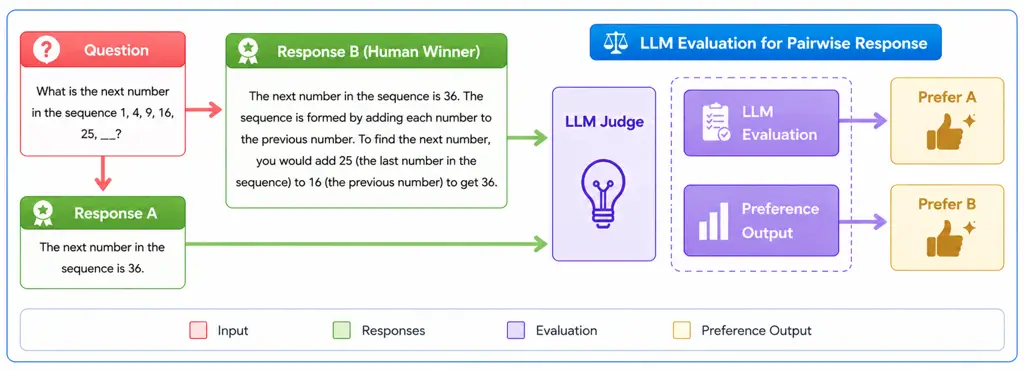 Question
What is the next number
in the sequence 1, 4, 9, 16,
25, __?
Response B (Human Winner)
The next number in the sequence is 36. The
sequence is formed by adding each number to
the previous number. To find the next number,
you would add 25 (the last number in the
sequence) to 16 (the previous number) to get 36.
Response A
The next number in the
sequence is 36.
LLM Evaluation for Pairwise Response
LLM Judge
LLM
Evaluation
Preference
Output
Prefer A
Prefer B
Input
Responses
Evaluation
Preference Output